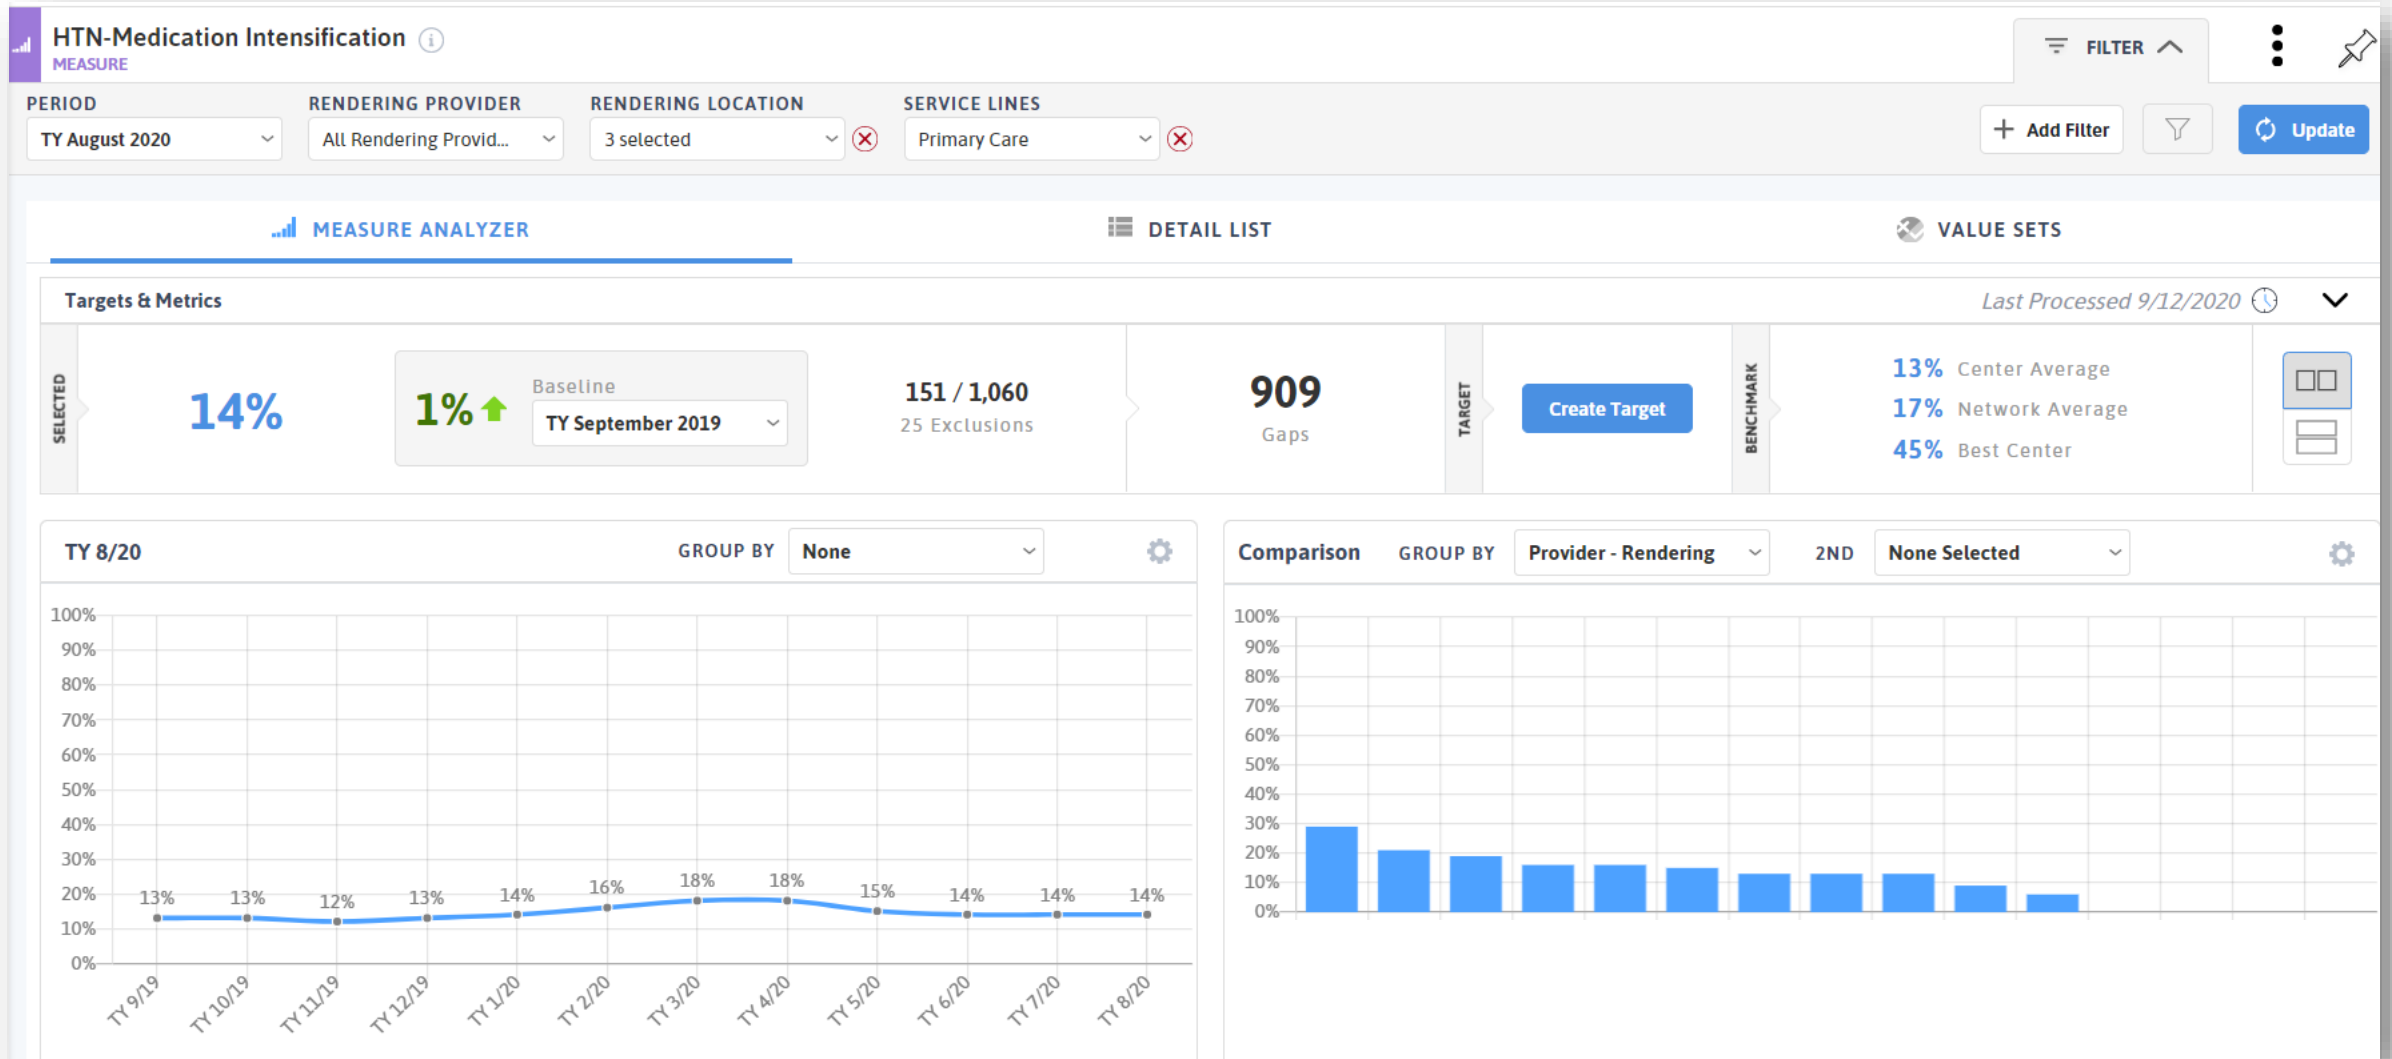 HTN-Medication Intensification
MEASURE
FILTER
PERIOD
RENDERING PROVIDER
RENDERING LOCATION
SERVICE LINES
TY August 2020
All Rendering Provid...
3 selected
Primary Care
Add Filter
Update
MEASURE ANALYZER
DETAIL LIST
VALUE SETS
Targets & Metrics
Last Processed 9/12/2020
SELECTED
14%
1%
Baseline
TY September 2019
151 / 1,060
25 Exclusions
909
Gaps
TARGET
Create Target
BENCHMARK
13% Center Average
17% Network Average
45% Best Center
TY 8/20
GROUP BY
None
100%
90%
80%
70%
60%
50%
40%
30%
20%
10%
0%
13%
13%
12%
13%
14%
16%
18%
18%
15%
14%
14%
14%
TY 9/19
TY 10/19
TY 11/19
TY 12/19
TY 1/20
TY 2/20
TY 3/20
TY 4/20
TY 5/20
TY 6/20
TY 7/20
TY 8/20
Comparison
GROUP BY
Provider - Rendering
2ND
None Selected
100%
90%
80%
70%
60%
50%
40%
30%
20%
10%
0%